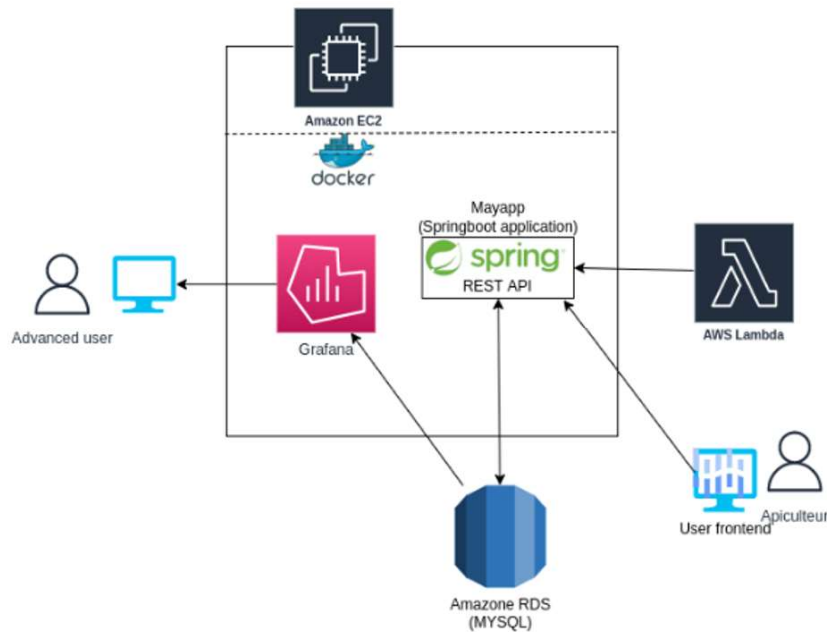 Amazon EC2
docker
Mayapp
(Springboot application)
spring
REST API
Grafana
Advanced user
AWS Lambda
Apiculteur
User frontend
Amazone RDS
(MYSQL)